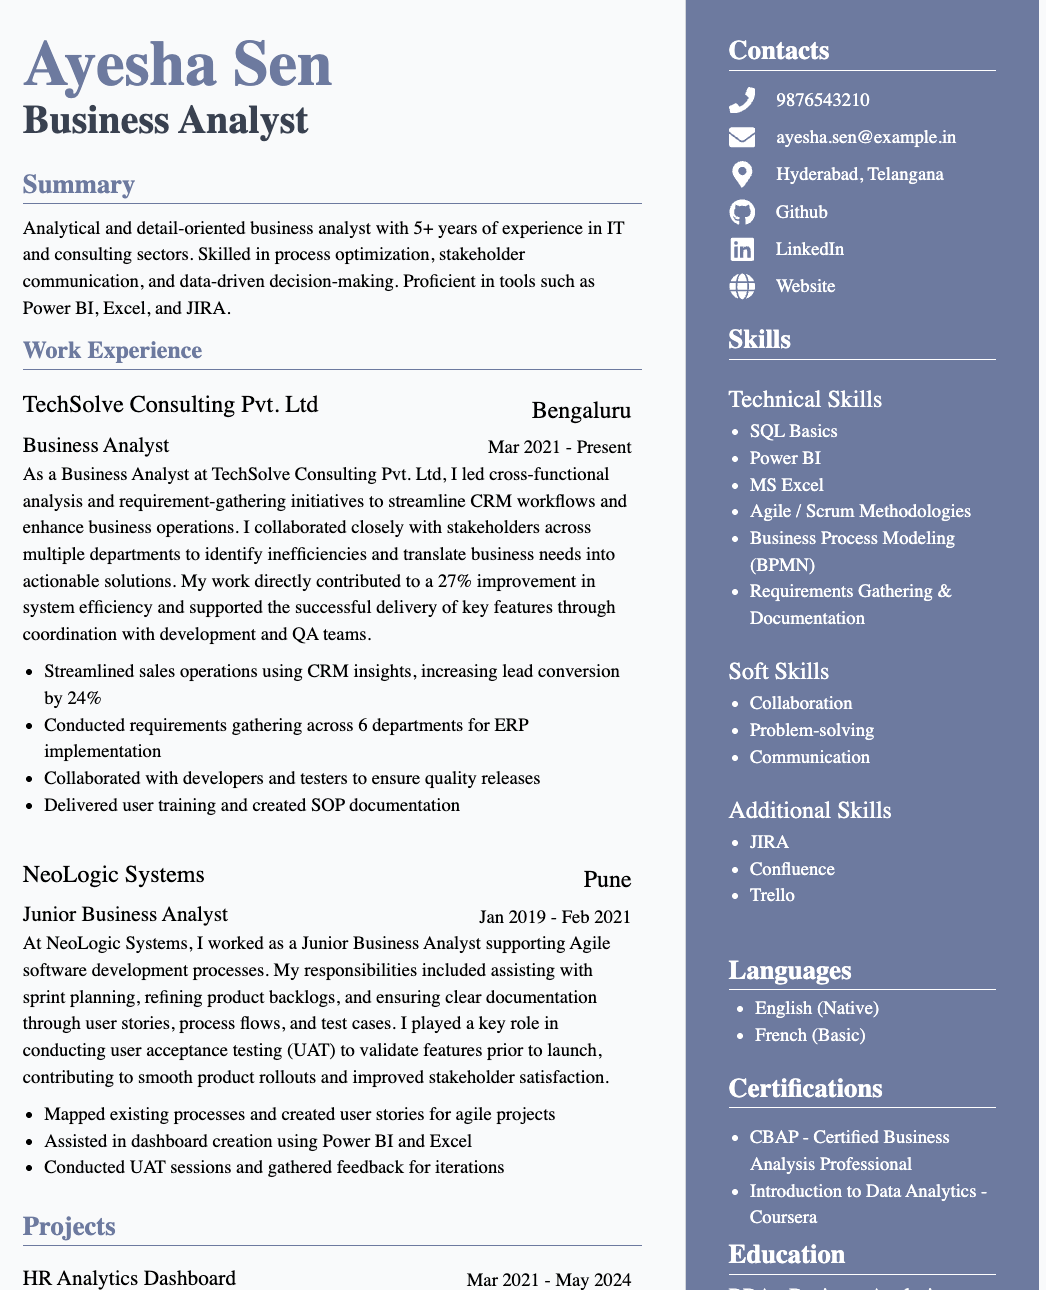 Ayesha Sen
Business Analyst
Summary
Analytical and detail-oriented business analyst with 5+ years of experience in IT
and consulting sectors. Skilled in process optimization, stakeholder
communication, and data-driven decision-making. Proficient in tools such as
Power BI, Excel, and JIRA.
Work Experience
TechSolve Consulting Pvt. Ltd
Bengaluru
Business Analyst
Mar 2021 - Present
As a Business Analyst at TechSolve Consulting Pvt. Ltd, I led cross-functional
analysis and requirement-gathering initiatives to streamline CRM workflows and
enhance business operations. I collaborated closely with stakeholders across
multiple departments to identify inefficiencies and translate business needs into
actionable solutions. My work directly contributed to a 27% improvement in
system efficiency and supported the successful delivery of key features through
coordination with development and QA teams.
• Streamlined sales operations using CRM insights, increasing lead conversion
by 24%
• Conducted requirements gathering across 6 departments for ERP
implementation
• Collaborated with developers and testers to ensure quality releases
• Delivered user training and created SOP documentation
NeoLogic Systems
Pune
Junior Business Analyst
Jan 2019 - Feb 2021
At NeoLogic Systems, I worked as a Junior Business Analyst supporting Agile
software development processes. My responsibilities included assisting with
sprint planning, refining product backlogs, and ensuring clear documentation
through user stories, process flows, and test cases. I played a key role in
conducting user acceptance testing (UAT) to validate features prior to launch,
contributing to smooth product rollouts and improved stakeholder satisfaction.
• Mapped existing processes and created user stories for agile projects
• Assisted in dashboard creation using Power BI and Excel
• Conducted UAT sessions and gathered feedback for iterations
Projects
HR Analytics Dashboard
Mar 2021 - May 2024
Contacts
9876543210
ayesha.sen@example.in
Hyderabad, Telangana
Github
LinkedIn
Website
Skills
Technical Skills
• SQL Basics
• Power BI
• MS Excel
• Agile / Scrum Methodologies
• Business Process Modeling
(BPMN)
• Requirements Gathering &
Documentation
Soft Skills
• Collaboration
• Problem-solving
• Communication
Additional Skills
• JIRA
• Confluence
• Trello
Languages
• English (Native)
• French (Basic)
Certifications
• CBAP - Certified Business
Analysis Professional
• Introduction to Data Analytics -
Coursera
Education